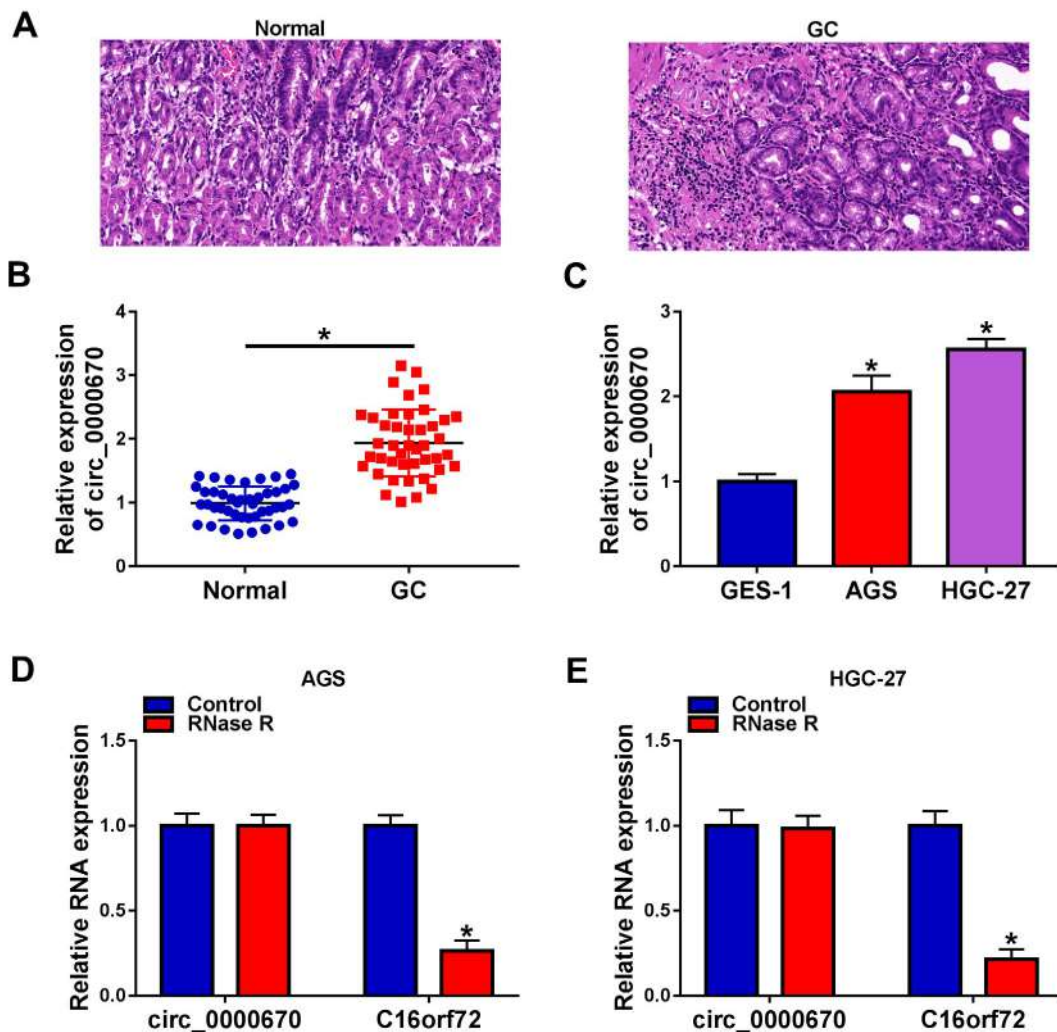 A
Normal
GC
B
Relative expression
of circ_0000670
4
3
2
1
0
*
Normal
GC
C
Relative expression
of circ_0000670
3
2
1
0
*
*
GES-1
AGS
HGC-27
D
AGS
Control
RNase R
Relative RNA expression
1.5
1.0
0.5
0.0
*
circ_0000670
C16orf72
E
HGC-27
Control
RNase R
Relative RNA expression
1.5
1.0
0.5
0.0
*
circ_0000670
C16orf72